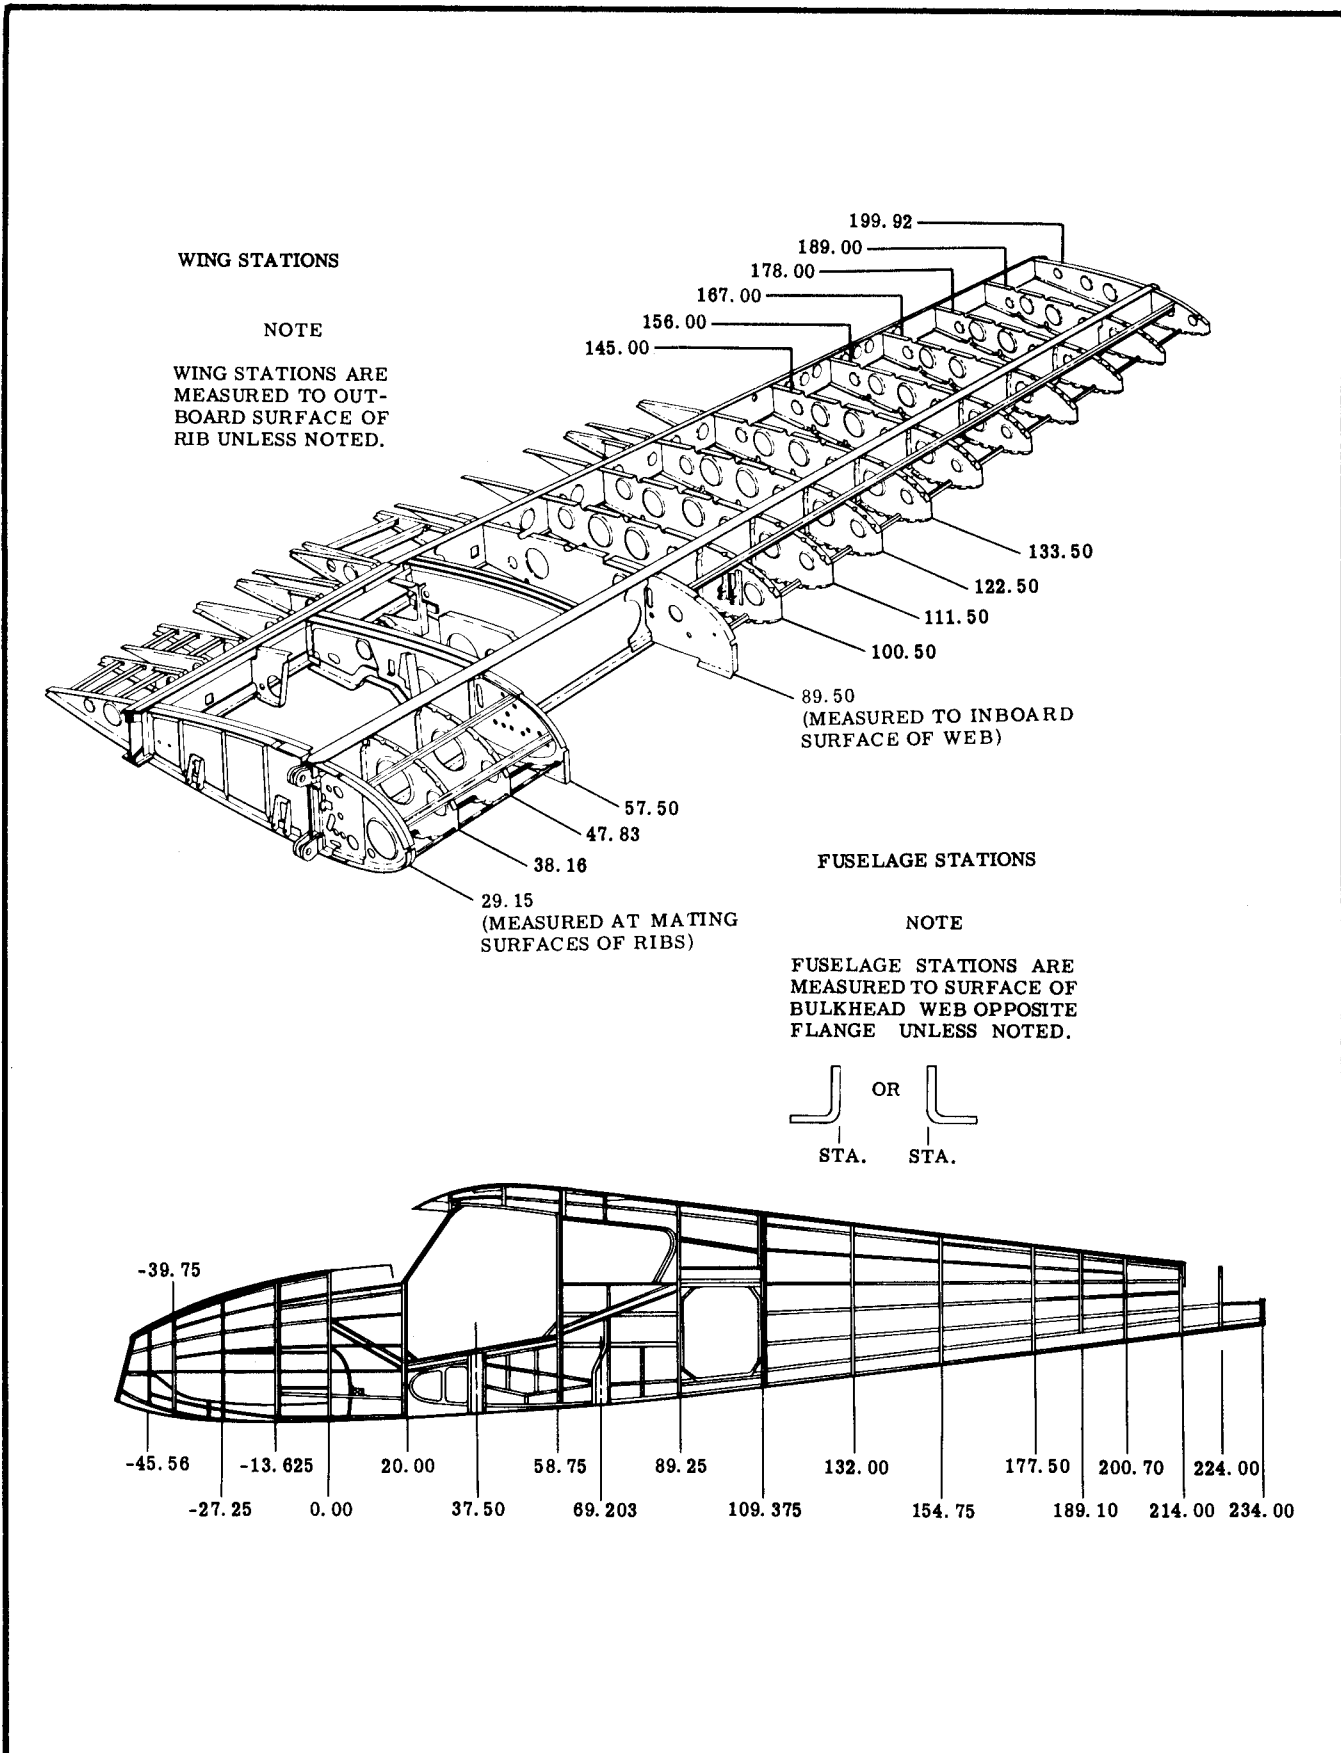 WING STATIONS
NOTE
WING STATIONS ARE
MEASURED TO OUT-
BOARD SURFACE OF
RIB UNLESS NOTED.
199.92
189.00
178.00
167.00
156.00
145.00
133.50
122.50
111.50
100.50
89.50
(MEASURED TO INBOARD
SURFACE OF WEB)
57.50
47.83
38.16
29.15
(MEASURED AT MATING
SURFACES OF RIBS)
FUSELAGE STATIONS
NOTE
FUSELAGE STATIONS ARE
MEASURED TO SURFACE OF
BULKHEAD WEB OPPOSITE
FLANGE UNLESS NOTED.
OR
STA. STA.
-39.75
-45.56 -13.625 20.00 58.75 89.25 132.00 177.50 200.70 224.00
-27.25 0.00 37.50 69.203 109.375 154.75 189.10 214.00 234.00